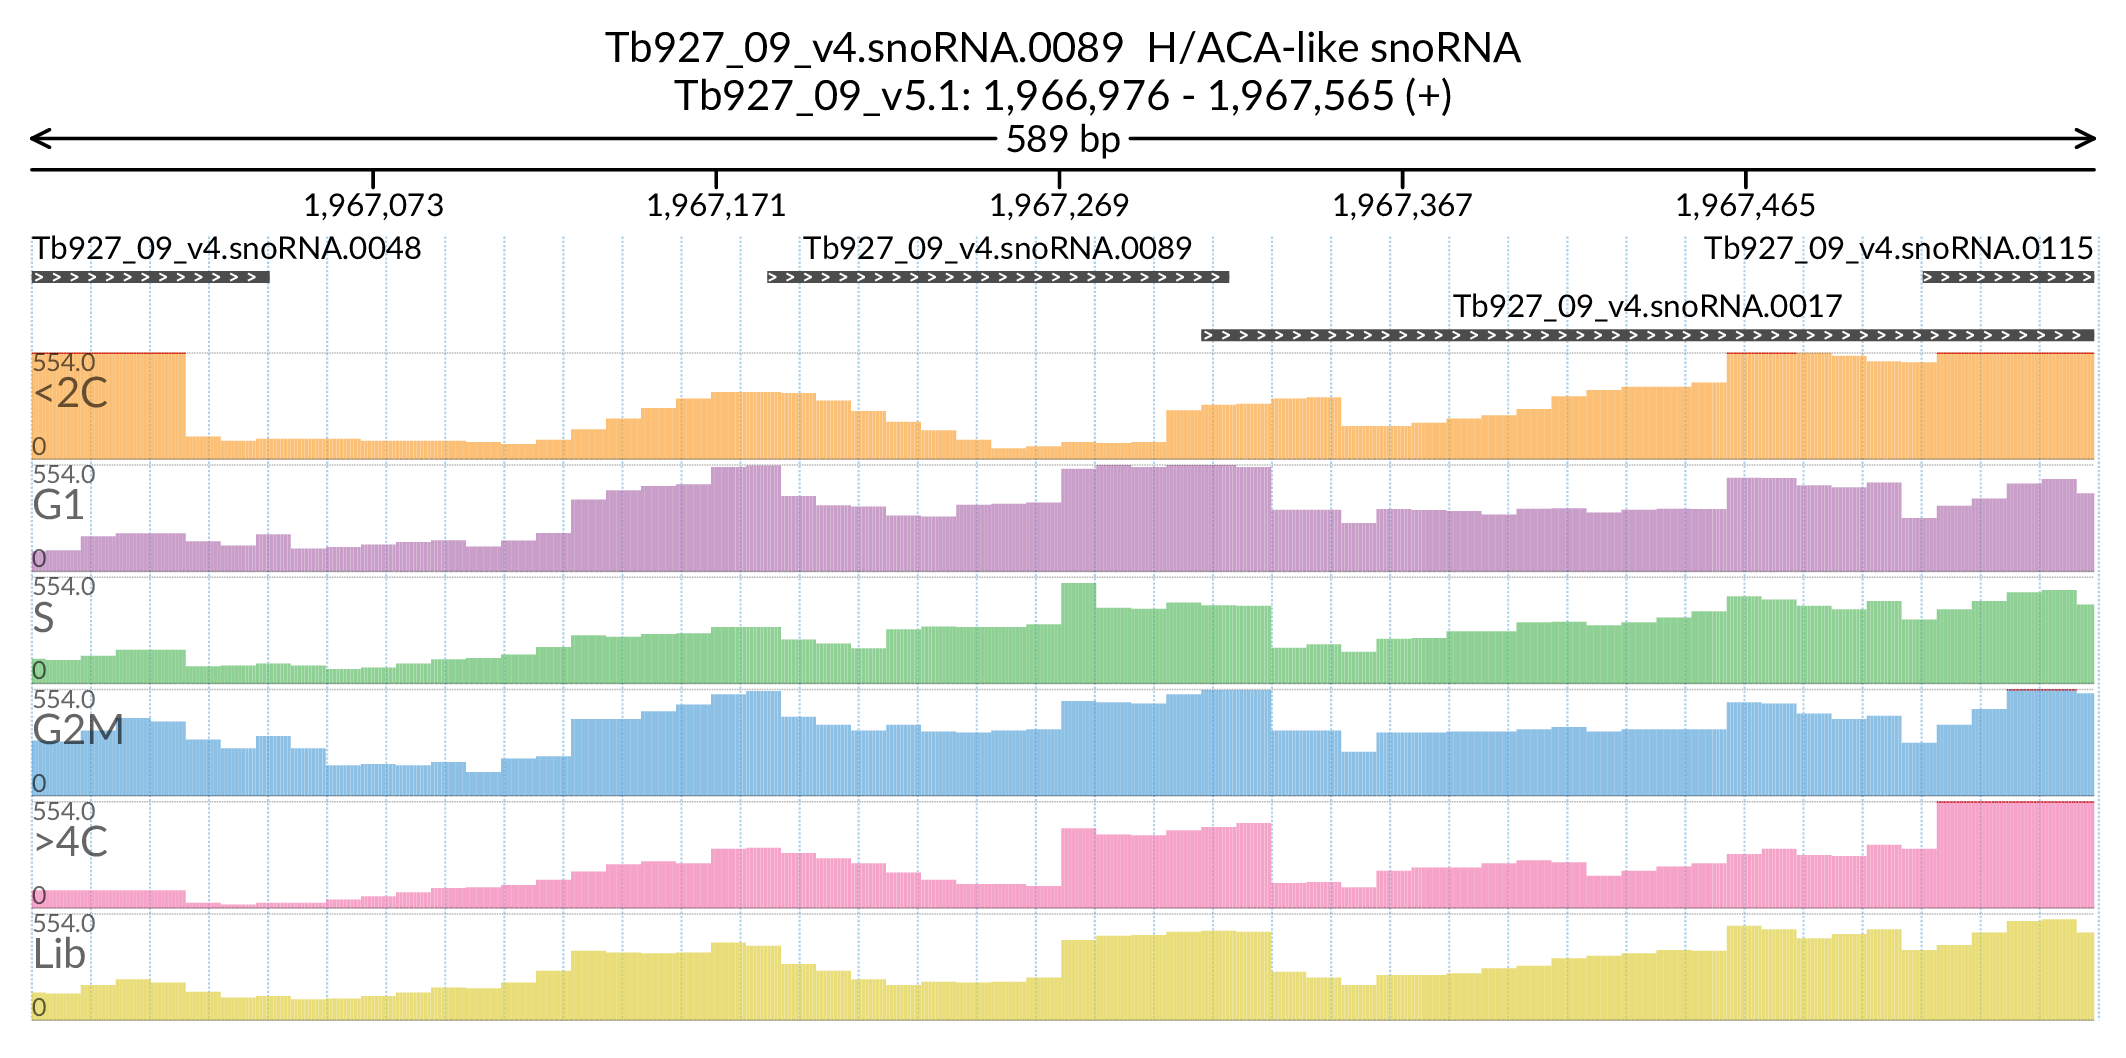 Tb927_09_v4.snoRNA.0089 H/ACA-like snoRNA
Tb927_09_v5.1: 1,966,976 - 1,967,565 (+)
589 bp
1,967,073 1,967,171 1,967,269 1,967,367 1,967,465
Tb927_09_v4.snoRNA.0048 Tb927_09_v4.snoRNA.0089 Tb927_09_v4.snoRNA.0115
Tb927_09_v4.snoRNA.0017
554.0
<2C
0
554.0
G1
0
554.0
S
0
554.0
G2M
0
554.0
>4C
0
554.0
Lib
0